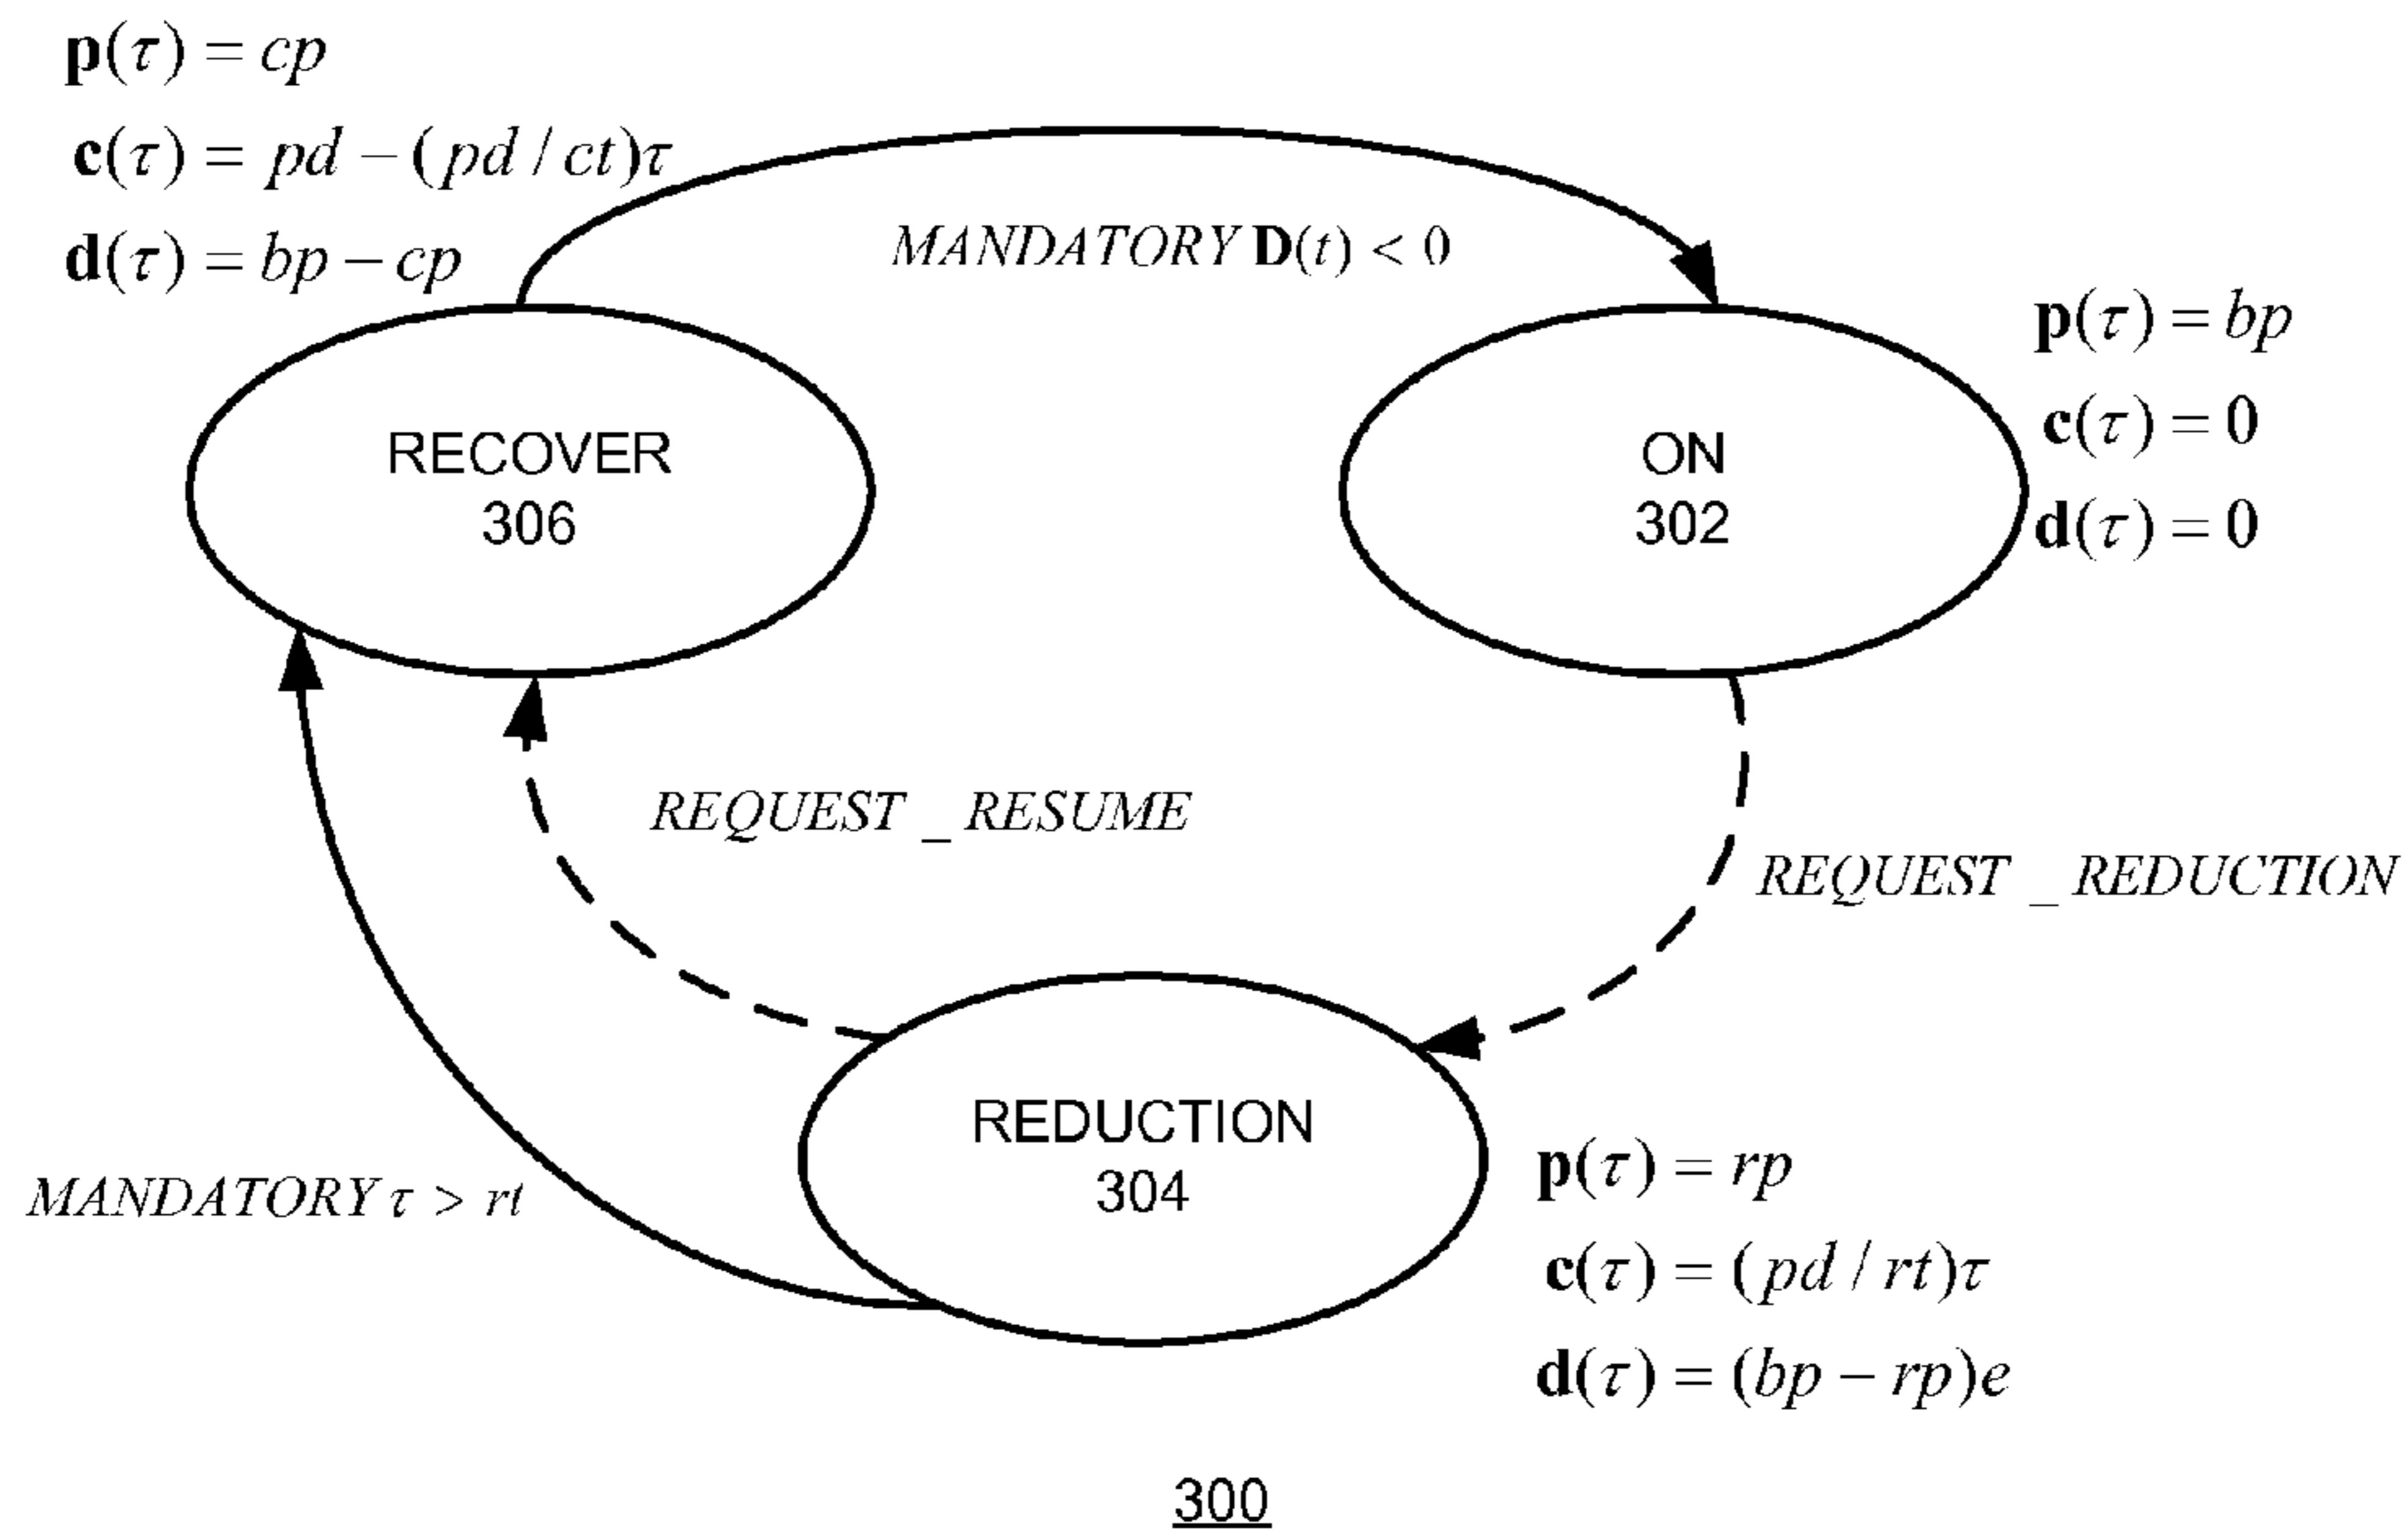 p(τ) = cp
c(τ) = pd − (pd / ct)τ
d(τ) = bp − cp
MANDATORY D(t) < 0
RECOVER
306
ON
302
p(τ) = bp
c(τ) = 0
d(τ) = 0
REQUEST _ RESUME
REQUEST _ REDUCTION
MANDATORY τ > rt
REDUCTION
304
p(τ) = rp
c(τ) = (pd / rt)τ
d(τ) = (bp − rp)e
300